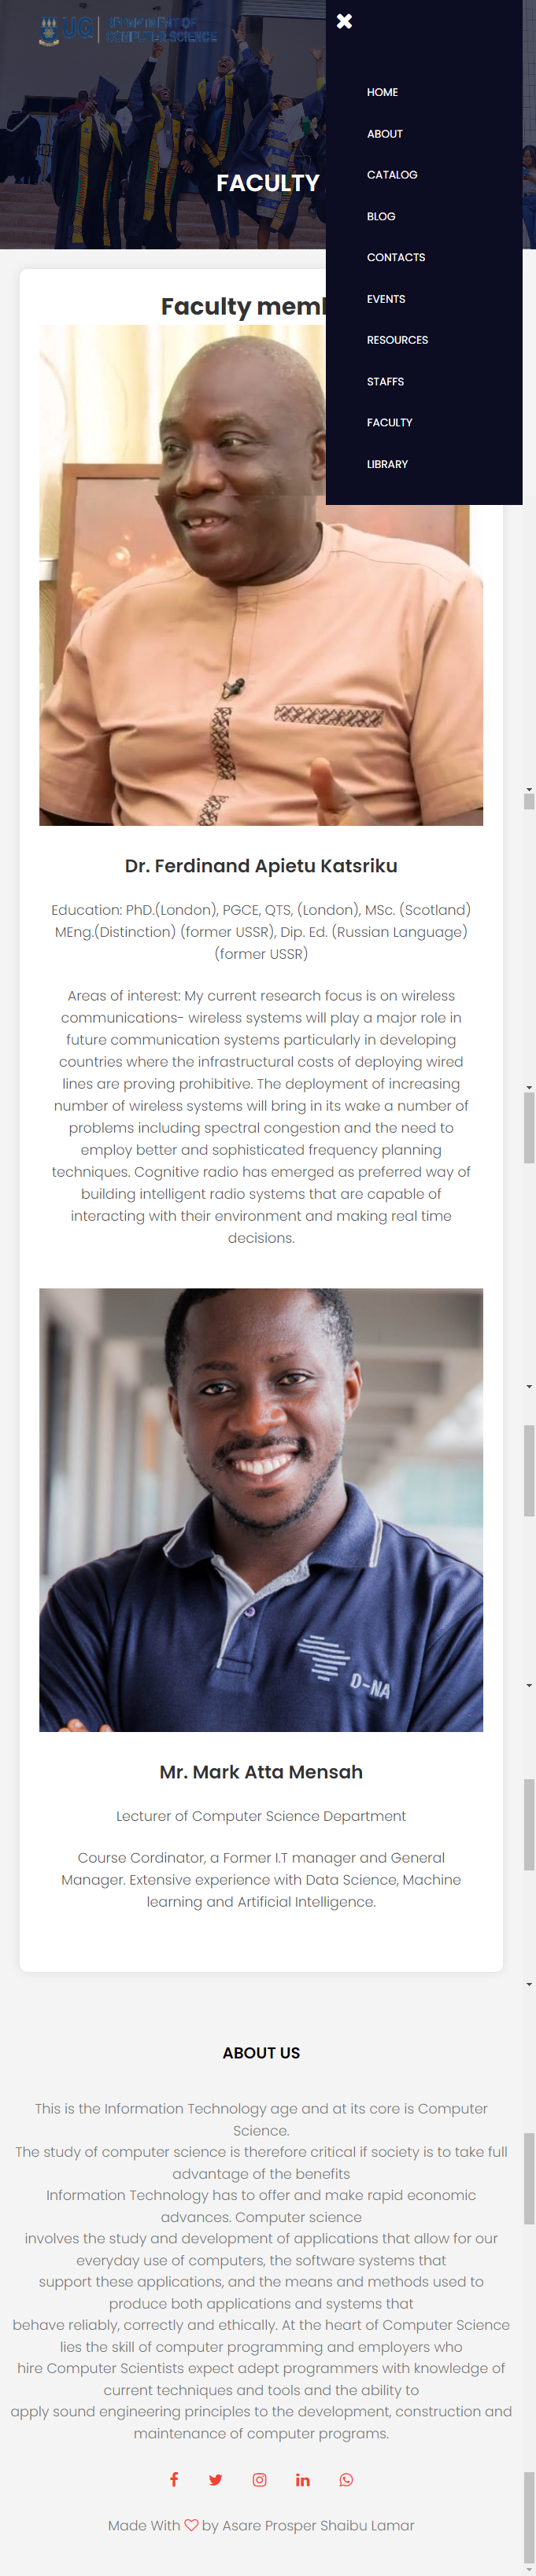 UG
DEPARTMENT OF
COMPUTER SCIENCE
HOME
ABOUT
CATALOG
BLOG
CONTACTS
EVENTS
RESOURCES
STAFFS
FACULTY
LIBRARY
FACULTY
Faculty
Dr. Ferdinand Apietu Katsriku
Education: PhD.(London), PGCE, QTS, (London), MSc. (Scotland)
MEng.(Distinction) (former USSR), Dip. Ed. (Russian Language)
(former USSR)
Areas of interest: My current research focus is on wireless
communications- wireless systems will play a major role in
future communication systems particularly in developing
countries where the infrastructural costs of deploying wired
lines are proving prohibitive. The deployment of increasing
number of wireless systems will bring in its wake a number of
problems including spectral congestion and the need to
employ better and sophisticated frequency planning
techniques. Cognitive radio has emerged as preferred way of
building intelligent radio systems that are capable of
interacting with their environment and making real time
decisions.
D-NA
Mr. Mark Atta Mensah
Lecturer of Computer Science Department
Course Cordinator, a Former I.T manager and General
Manager. Extensive experience with Data Science, Machine
learning and Artificial Intelligence.
ABOUT US
This is the Information Technology age and at its core is Computer
Science.
The study of computer science is therefore critical if society is to take full
advantage of the benefits
Information Technology has to offer and make rapid economic
advances. Computer science
involves the study and development of applications that allow for our
everyday use of computers, the software systems that
support these applications, and the means and methods used to
produce both applications and systems that
behave reliably, correctly and ethically. At the heart of Computer Science
lies the skill of computer programming and employers who
hire Computer Scientists expect adept programmers with knowledge of
current techniques and tools and the ability to
apply sound engineering principles to the development, construction and
maintenance of computer programs.
Made With by Asare Prosper Shaibu Lamar